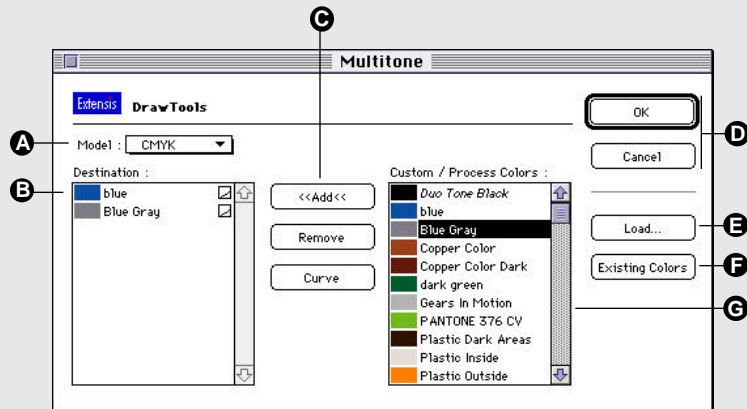 C
Multitone
Extensis DrawTools
OK
D
A
Model : CMYK
Cancel
B
Destination :
Custom / Process Colors :
blue
Blue Gray
<<Add<<
Remove
Curve
Duo Tone Black
blue
Blue Gray
Copper Color
Copper Color Dark
dark green
Gears In Motion
PANTONE 376 CV
Plastic Dark Areas
Plastic Inside
Plastic Outside
Load...
E
Existing Colors
F
G